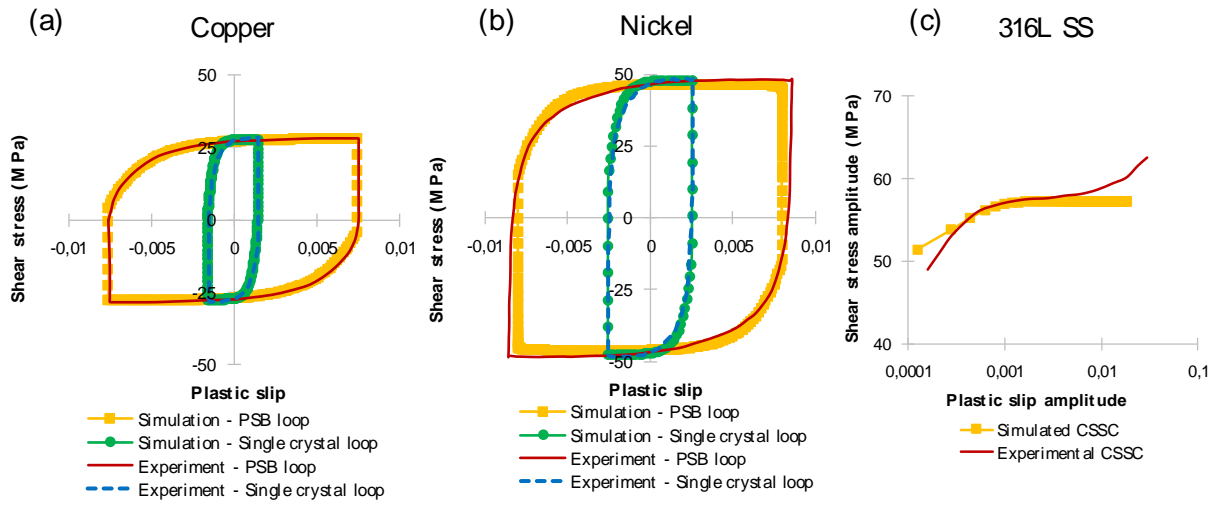 (a)
Copper
50
25
0
-25
-50
-0,01
-0,005
0
0,005
0,01
Shear stress (MPa)
Plastic slip
Simulation - PSB loop
Simulation - Single crystal loop
Experiment - PSB loop
Experiment - Single crystal loop
(b)
Nickel
50
25
0
-25
-50
-0,01
-0,005
0
0,005
0,01
Shear stress (MPa)
Plastic slip
Simulation - PSB loop
Simulation - Single crystal loop
Experiment - PSB loop
Experiment - Single crystal loop
(c)
316L SS
70
60
50
40
0,0001
0,001
0,01
0,1
Shear stress amplitude (MPa)
Plastic slip amplitude
Simulated CSSC
Experimental CSSC